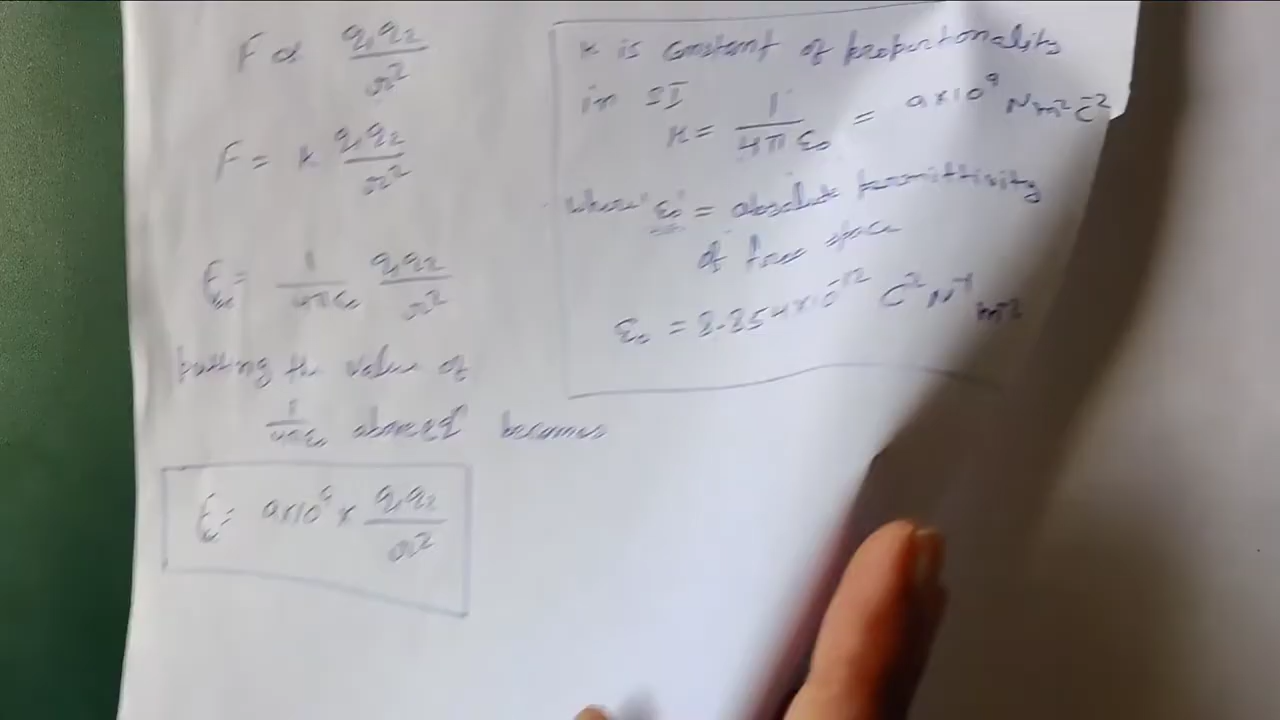 F ∝ q₁q₂/r²
F = K q₁q₂/r²
F = 1/4πε₀ q₁q₂/r²
putting the value of
1/4πε₀ above eqⁿ becomes
F = 9×10⁹ × q₁q₂/r²
K is constant of proportionality
in SI
K = 1/4πε₀ = 9×10⁹ Nm²C⁻²
where ε₀ = absolute permittivity
of free space
ε₀ = 8.854×10⁻¹² C²N⁻¹m⁻²